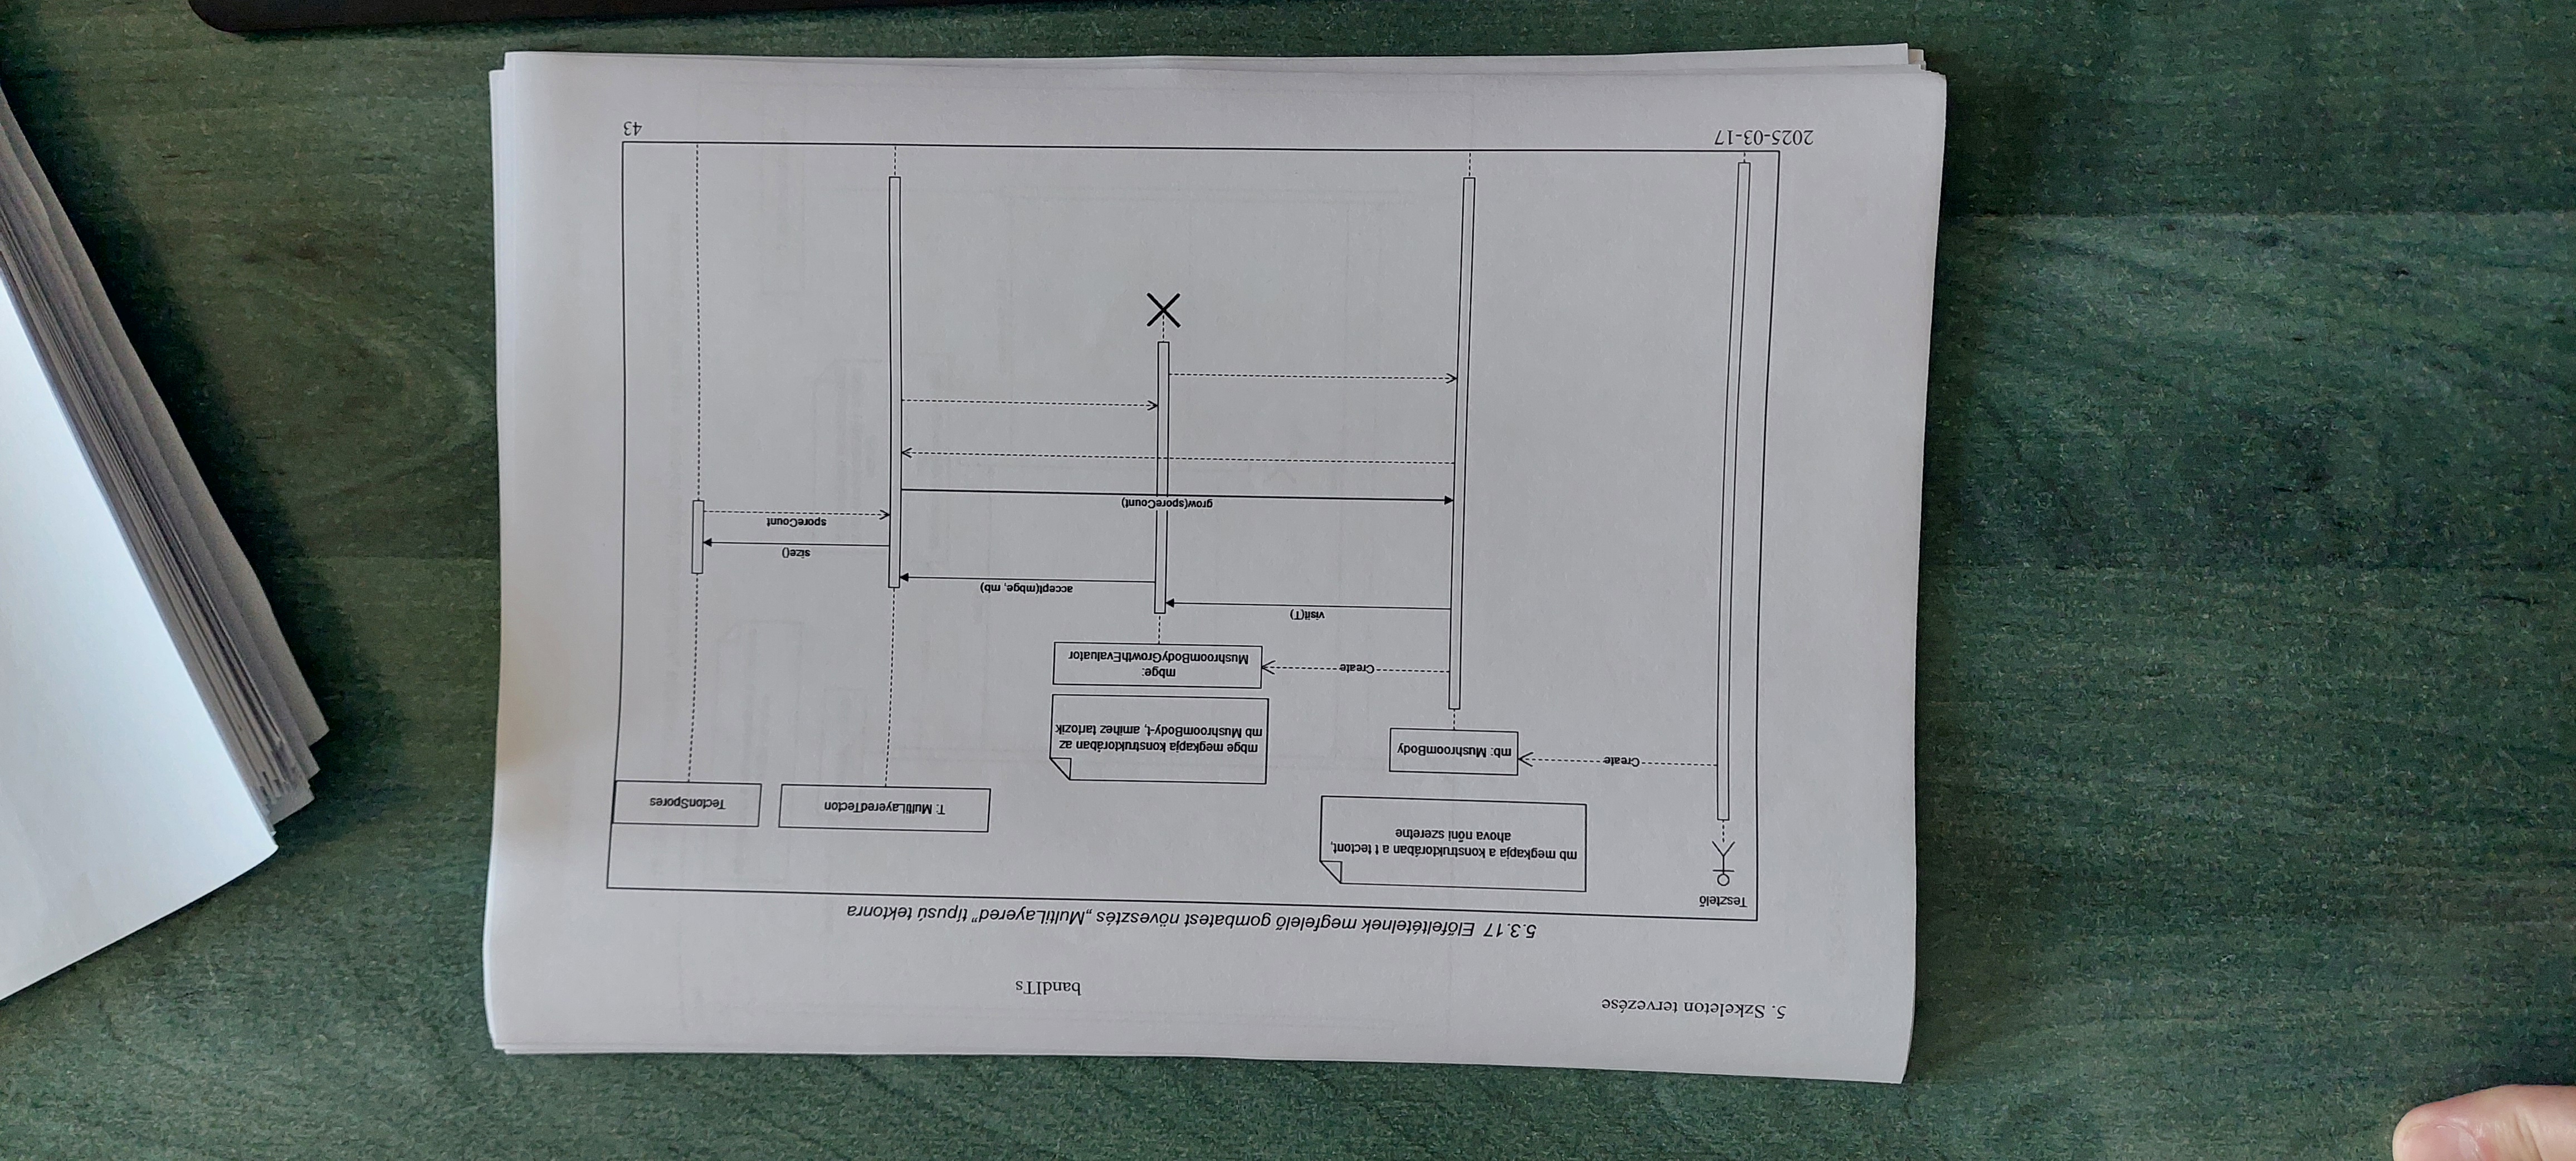 5. Szkeleton tervezése
bandITs
5.3.17 Előfeltételnek megfelelő gombatest növesztés „MultiLayered” típusú tektonra
Tesztelő
mb megkapja a konstruktorában a t tectont,
ahova nőni szeretne
T: MultiLayeredTecton
TectonSpores
Create
mb: MushroomBody
mbge megkapja konstruktorában az
mb MushroomBody-t, amihez tartozik
Create
mbge:
MushroomBodyGrowthEvaluator
visit(T)
accept(mbge, mb)
size()
sporeCount
grow(sporeCount)
2025-03-17
43